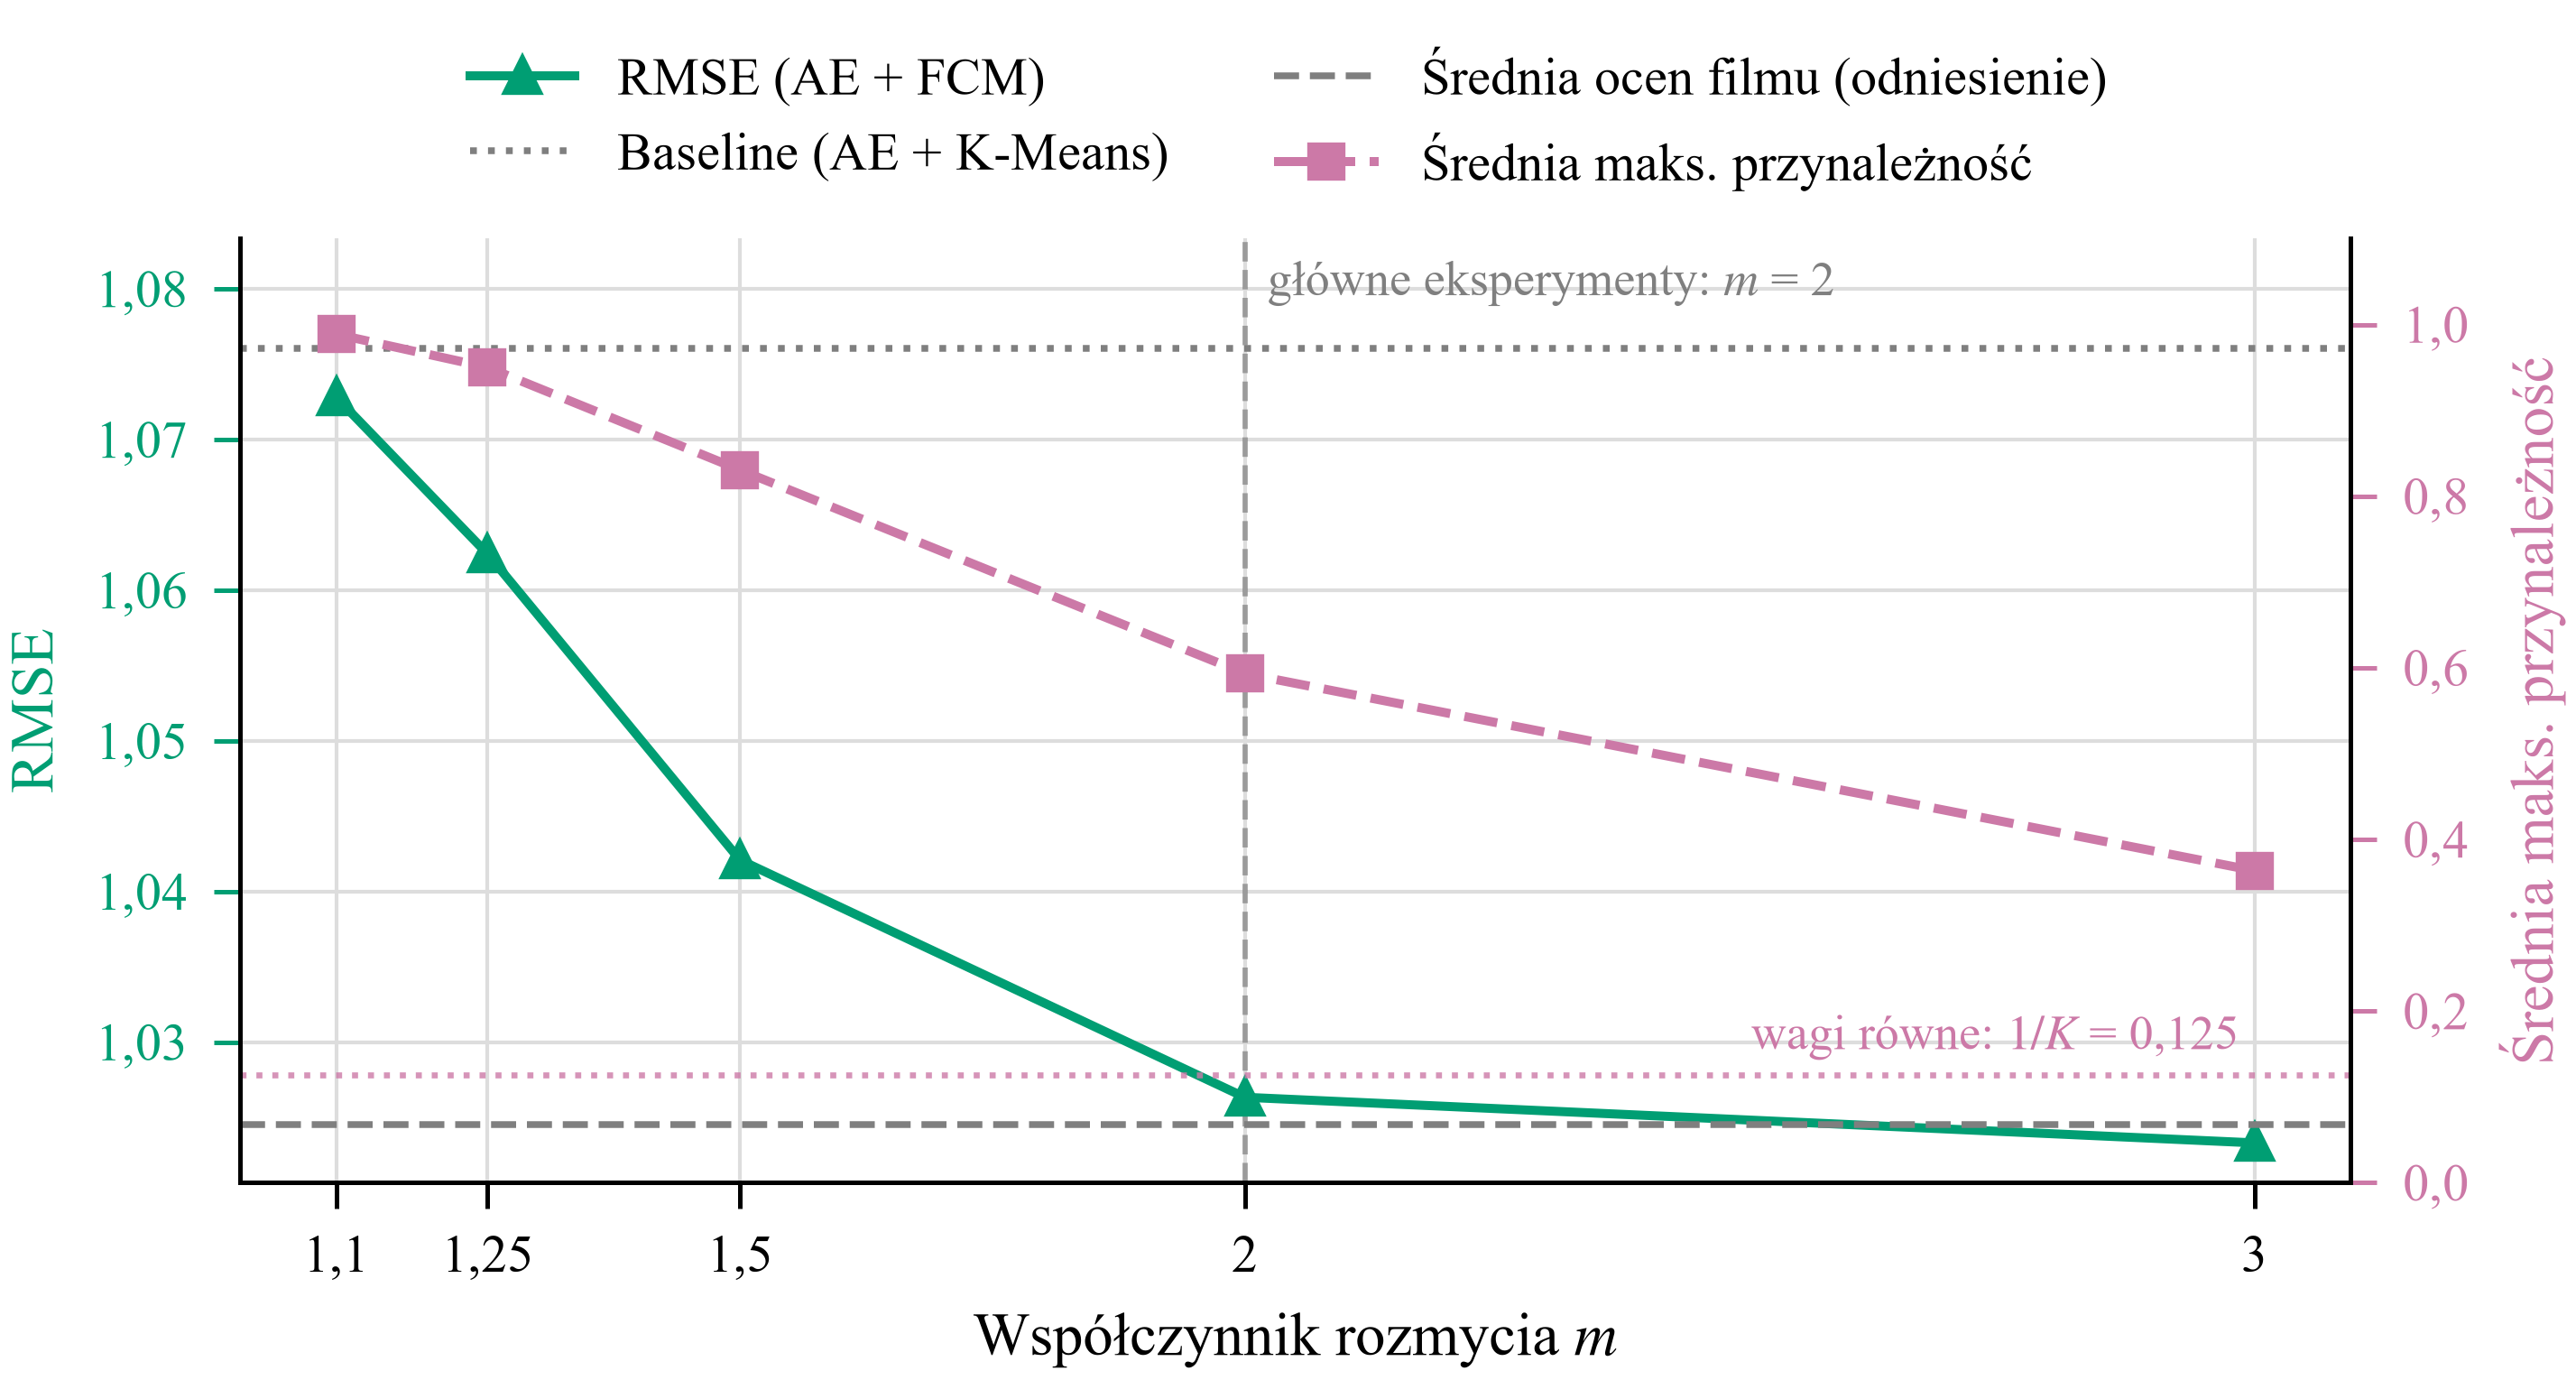 RMSE (AE + FCM)
Baseline (AE + K-Means)
Średnia ocen filmu (odniesienie)
Średnia maks. przynależność
główne eksperymenty: m = 2
wagi równe: 1/K = 0,125
RMSE
1,08
1,07
1,06
1,05
1,04
1,03
1,0
0,8
0,6
0,4
0,2
0,0
Średnia maks. przynależność
1,1
1,25
1,5
2
3
Współczynnik rozmycia m